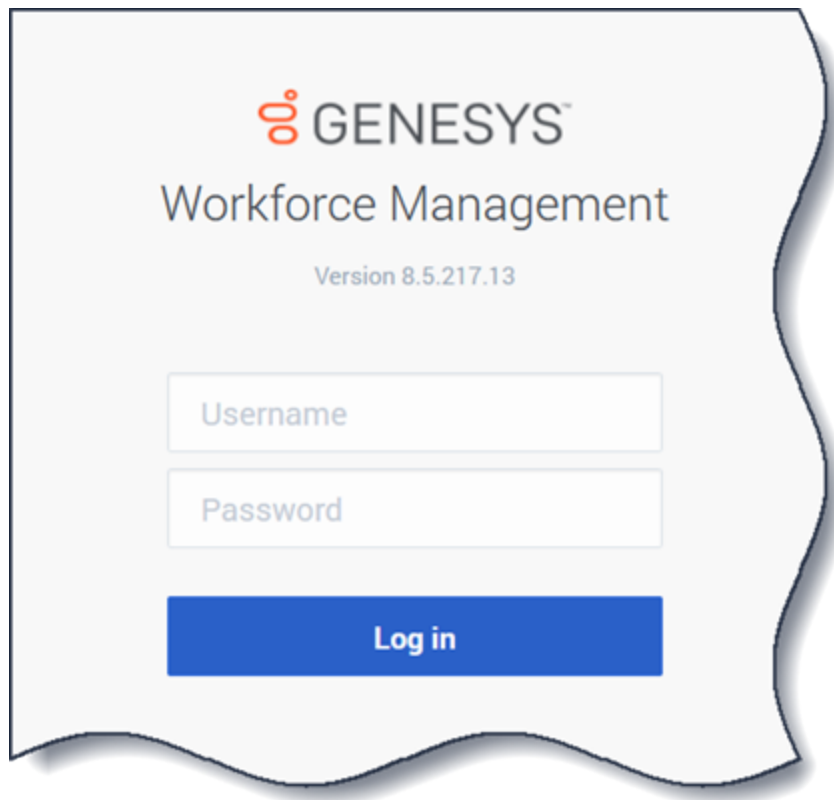 GENESYS™
Workforce Management
Version 8.5.217.13
Username
Password
Log in